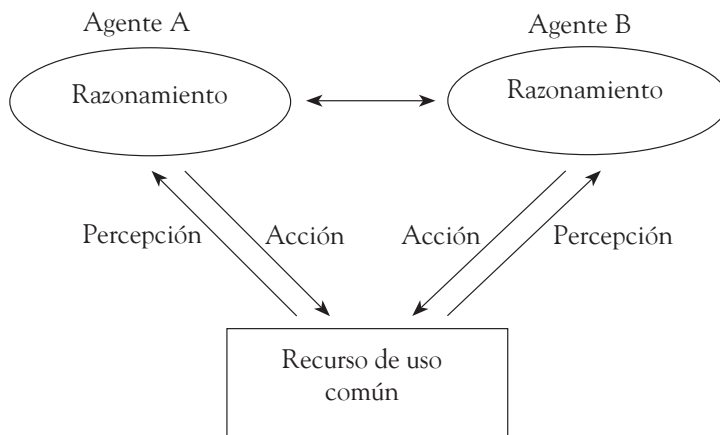 Agente A
Agente B
Razonamiento
Razonamiento
Percepción
Acción
Acción
Percepción
Recurso de uso
común